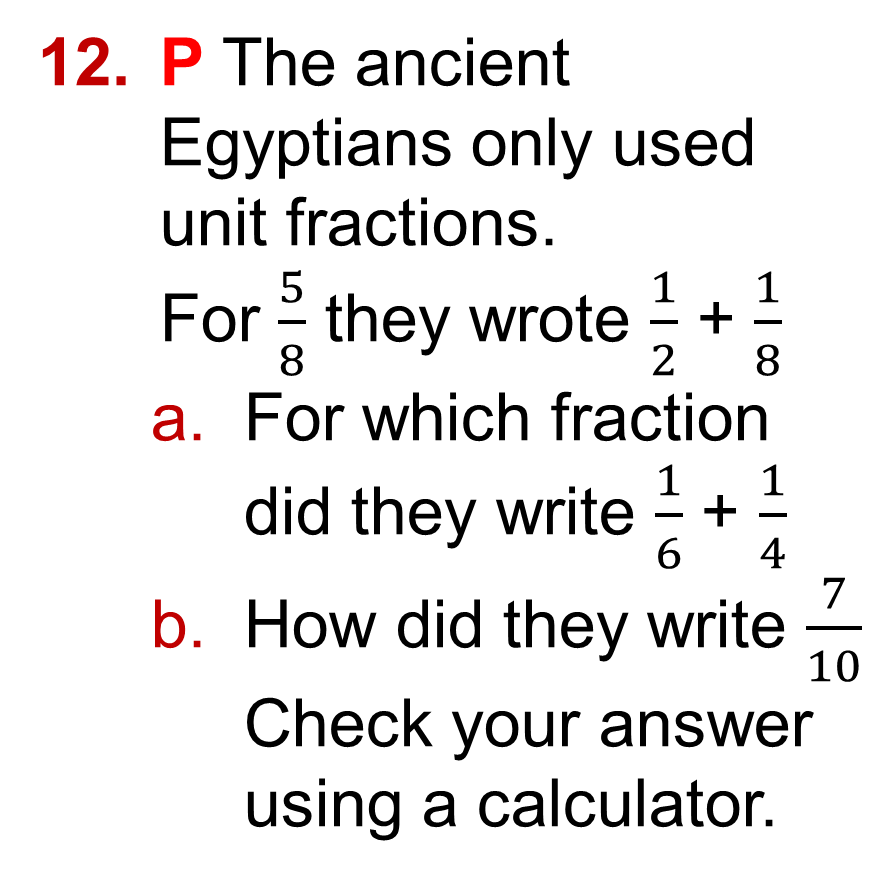 12. P The ancient
Egyptians only used
unit fractions.
For 5/8 they wrote 1/2 + 1/8
a. For which fraction
did they write 1/6 + 1/4
b. How did they write 7/10
Check your answer
using a calculator.